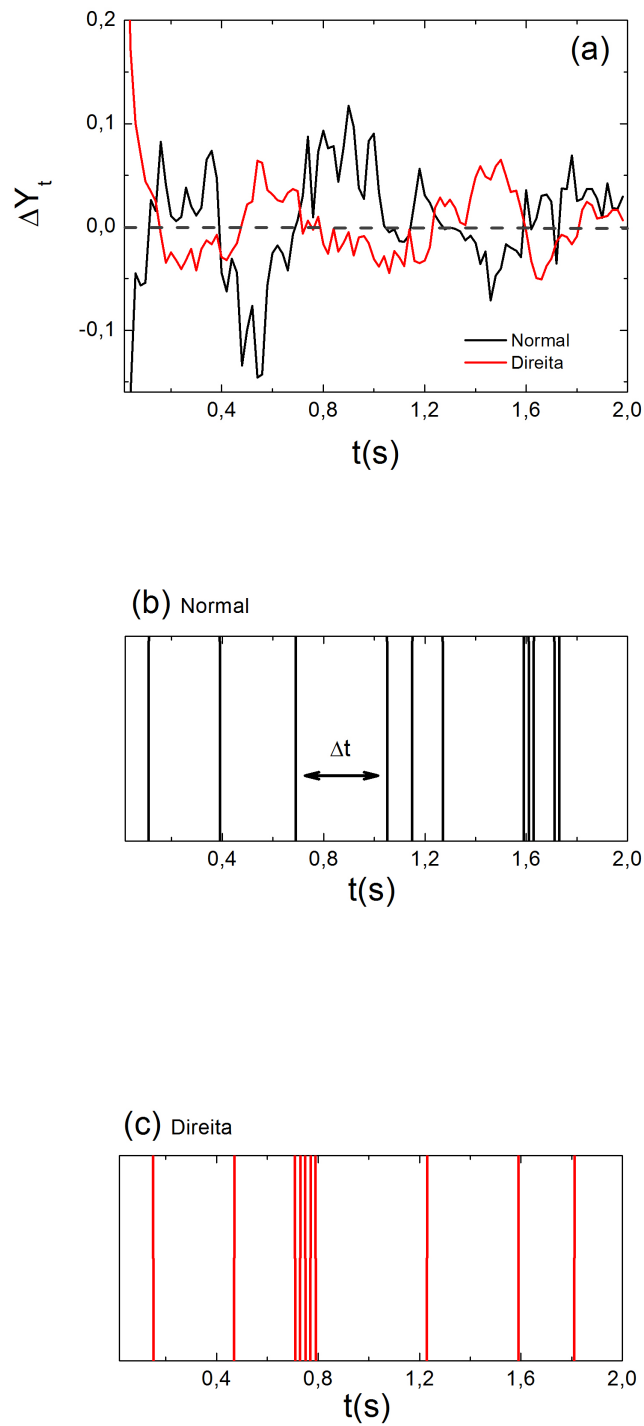 (a)
0,2
0,1
0,0
-0,1
ΔYt
Normal
Direita
0,4 0,8 1,2 1,6 2,0
t(s)
(b) Normal
Δt
0,4 0,8 1,2 1,6 2,0
t(s)
(c) Direita
0,4 0,8 1,2 1,6 2,0
t(s)